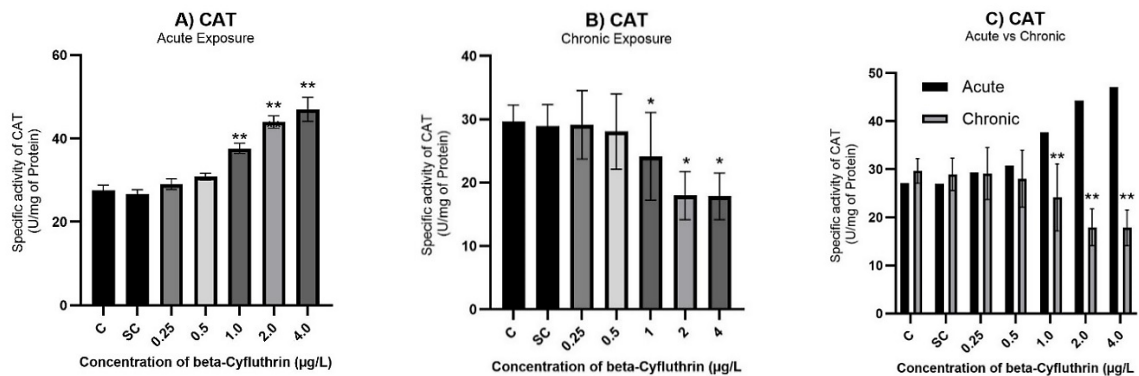 A) CAT
Acute Exposure
Specific activity of CAT
(U/mg of Protein)
60
40
20
0
**
**
**
C
SC
0.25
0.5
1.0
2.0
4.0
Concentration of beta-Cyfluthrin (µg/L)
B) CAT
Chronic Exposure
Specific activity of CAT
(U/mg of Protein)
40
30
20
10
0
*
*
*
C
SC
0.25
0.5
1
2
4
Concentration of beta-Cyfluthrin (µg/L)
C) CAT
Acute vs Chronic
Specific activity of CAT
(U/mg of Protein)
50
40
30
20
10
0
Acute
Chronic
**
**
**
C
SC
0.25
0.5
1.0
2.0
4.0
Concentration of beta-Cyfluthrin (µg/L